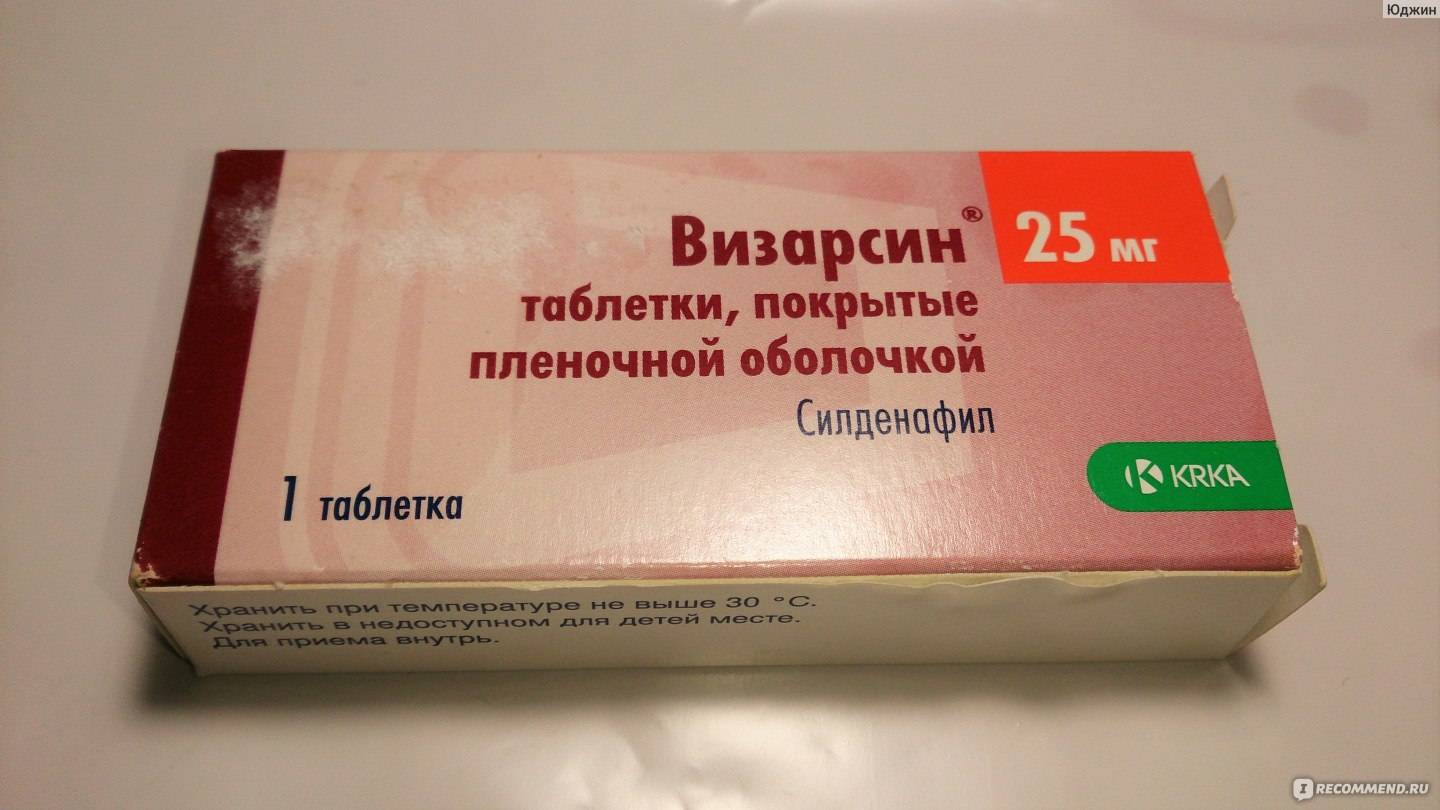 Юджин
Визарсин®
25 мг
таблетки, покрытые
пленочной оболочкой
Силденафил
KRKA
1 таблетка
Хранить при температуре не выше 30 °C.
Хранить в недоступном для детей месте.
Для приема внутрь.
IRECOMMEND.RU